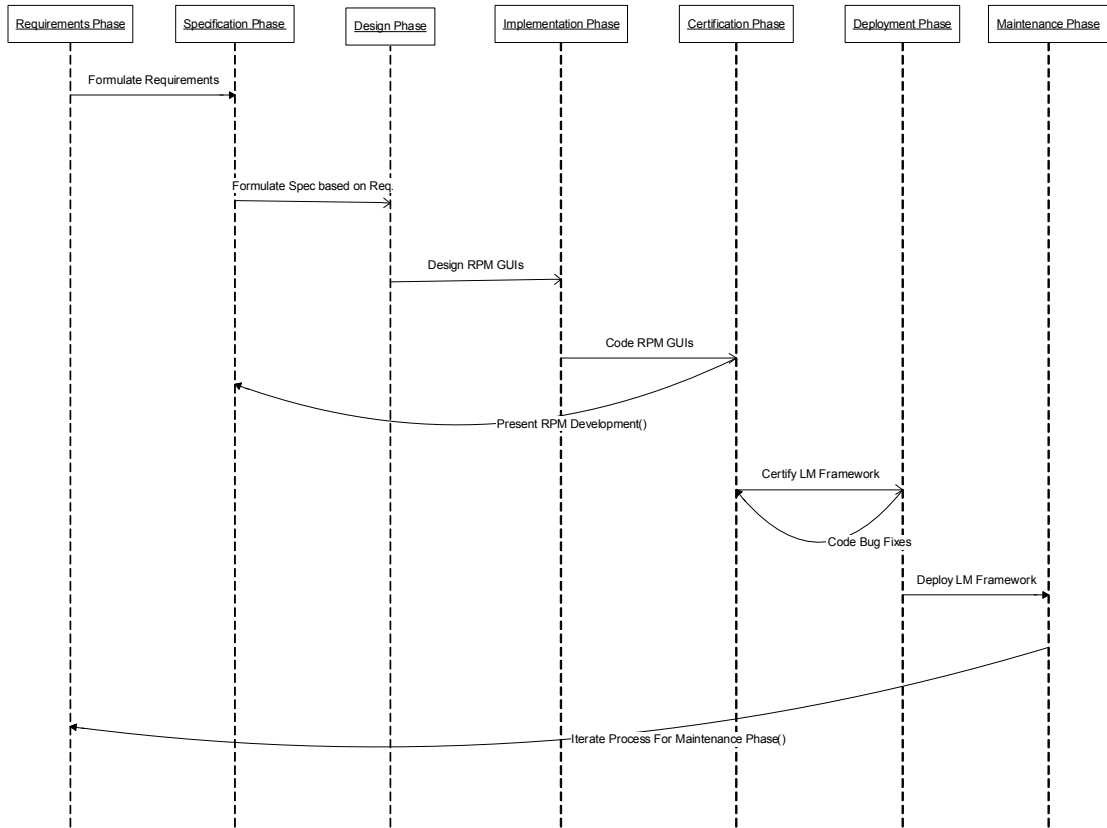 Requirements Phase
Specification Phase
Design Phase
Implementation Phase
Certification Phase
Deployment Phase
Maintenance Phase
Formulate Requirements
Formulate Spec based on Req.
Design RPM GUIs
Code RPM GUIs
Present RPM Development()
Certify LM Framework
Code Bug Fixes
Deploy LM Framework
Iterate Process For Maintenance Phase()